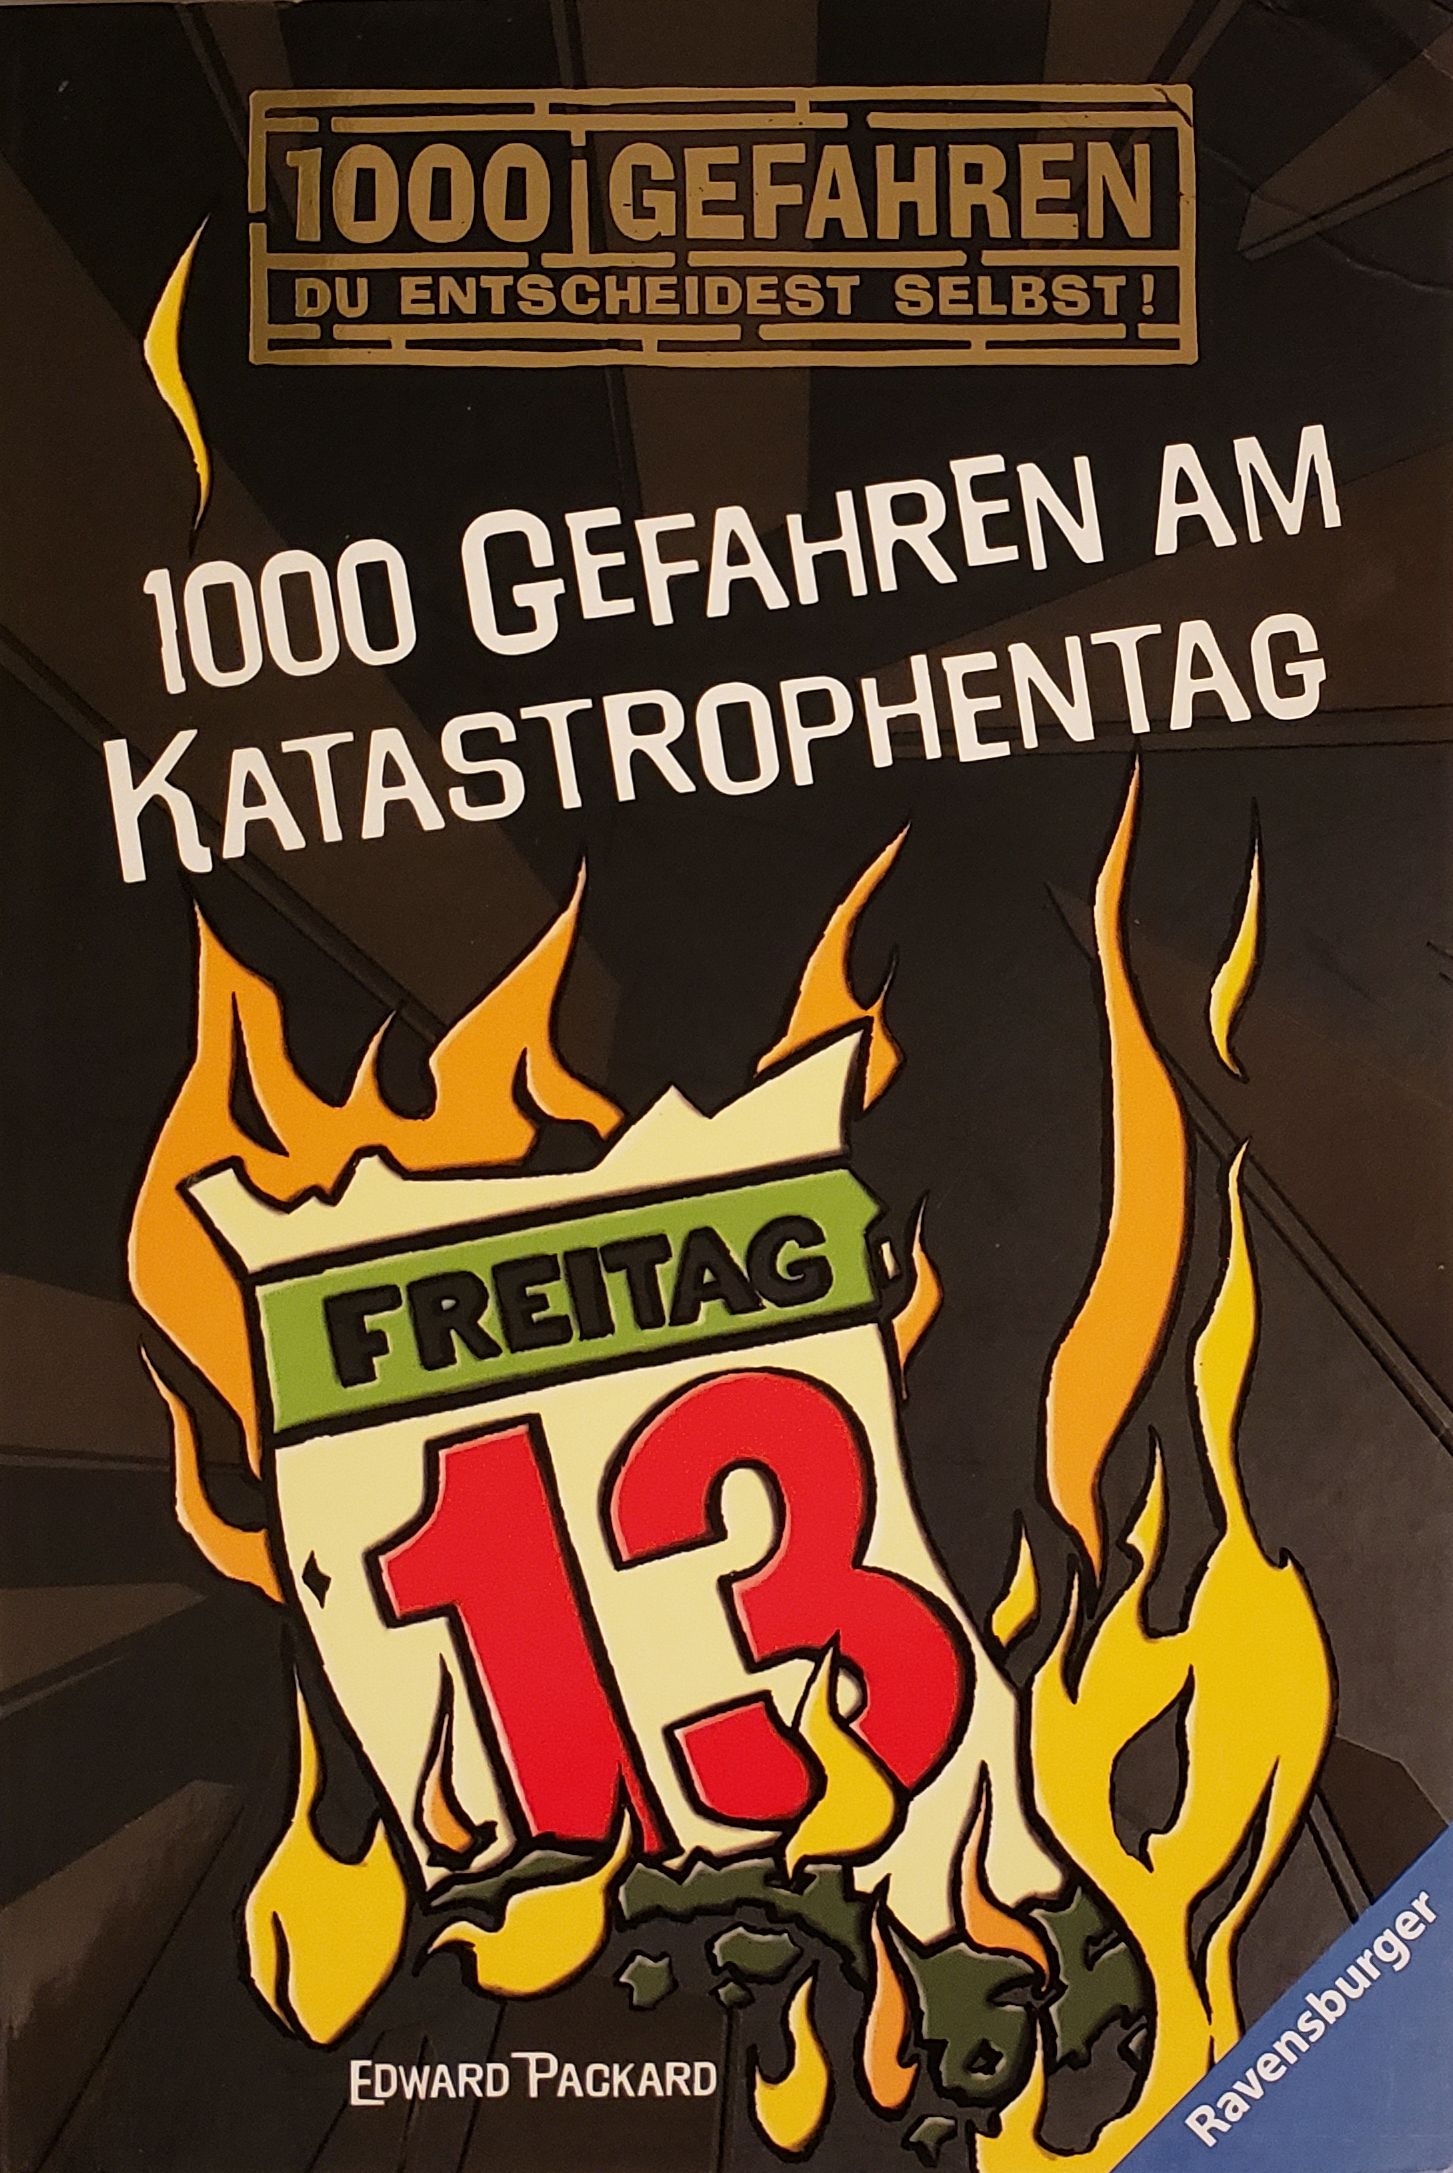 1000 GEFAHREN
DU ENTSCHEIDEST SELBST!
1000 GEFAHREN AM
KATASTROPHENTAG
FREITAG
13
EDWARD PACKARD
Ravensburger